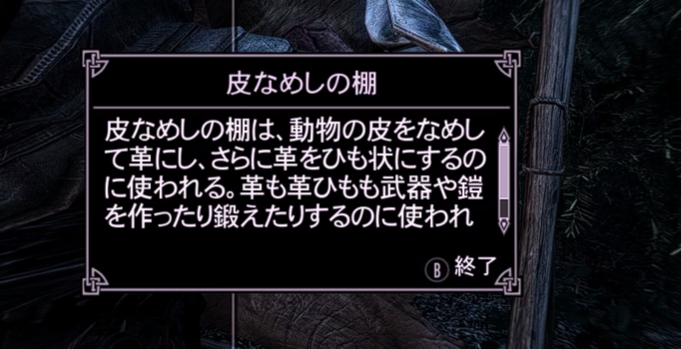 皮なめしの棚
皮なめしの棚は、動物の皮をなめし
て革にし、さらに革をひも状にするの
に使われる。革も革ひもも武器や鎧
を作ったり鍛えたりするのに使われ
B 終了